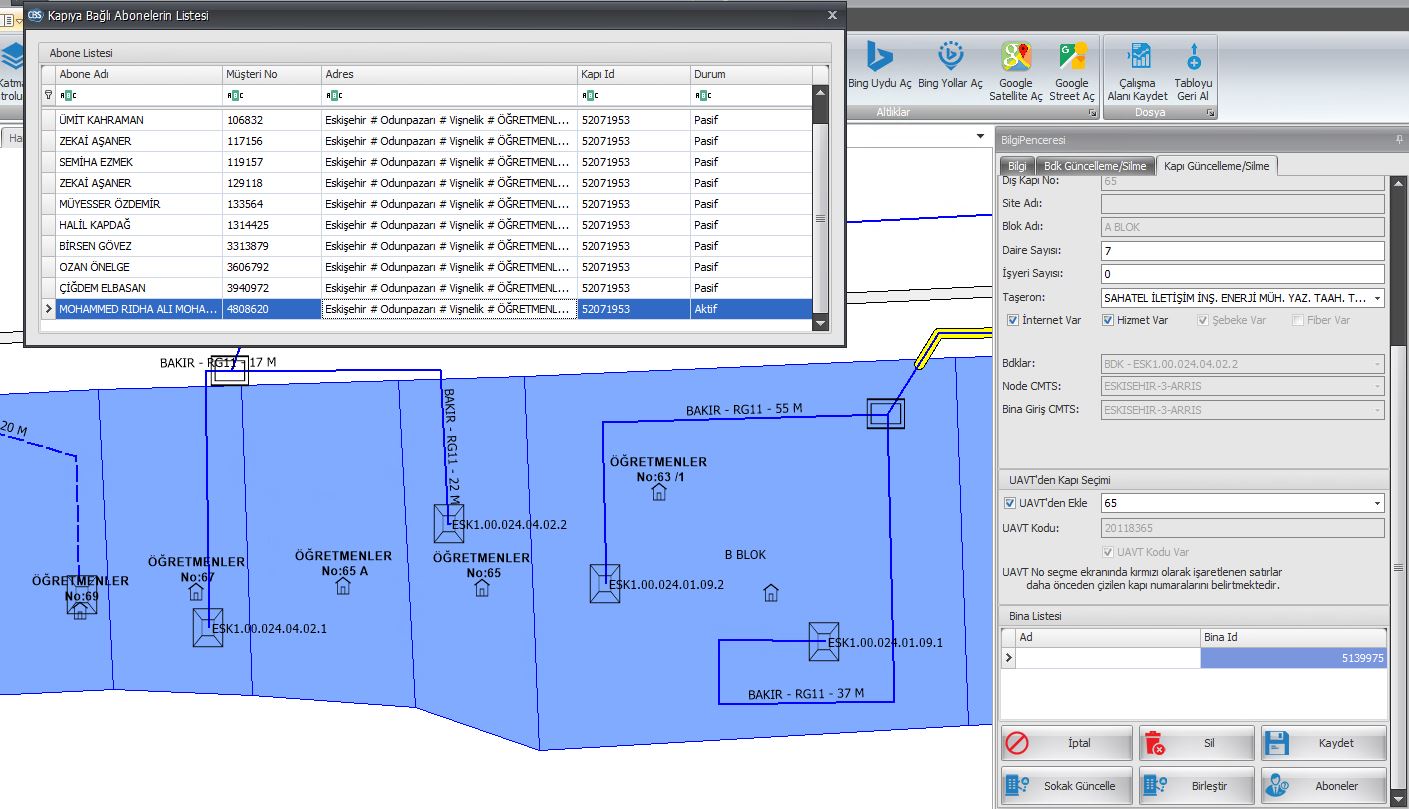 CBS Kapıya Bağlı Abonelerin Listesi
Abone Listesi
Abone Adı Müşteri No Adres Kapı Id Durum
ÜMİT KAHRAMAN 106832 Eskişehir # Odunpazarı # Vişnelik # ÖĞRETMENL... 52071953 Pasif
ZEKAİ AŞANER 117156 Eskişehir # Odunpazarı # Vişnelik # ÖĞRETMENL... 52071953 Pasif
SEMİHA EZMEK 119157 Eskişehir # Odunpazarı # Vişnelik # ÖĞRETMENL... 52071953 Pasif
ZEKAİ AŞANER 129118 Eskişehir # Odunpazarı # Vişnelik # ÖĞRETMENL... 52071953 Pasif
MÜYESSER ÖZDEMİR 133564 Eskişehir # Odunpazarı # Vişnelik # ÖĞRETMENL... 52071953 Pasif
HALİL KAPDAĞ 1314425 Eskişehir # Odunpazarı # Vişnelik # ÖĞRETMENL... 52071953 Pasif
BİRSEN GÖVEZ 3313879 Eskişehir # Odunpazarı # Vişnelik # ÖĞRETMENL... 52071953 Pasif
OZAN ÖNELGE 3606792 Eskişehir # Odunpazarı # Vişnelik # ÖĞRETMENL... 52071953 Pasif
ÇİĞDEM ELBASAN 3940972 Eskişehir # Odunpazarı # Vişnelik # ÖĞRETMENL... 52071953 Pasif
MOHAMMED RIDHA ALI MOHA... 4808620 Eskişehir # Odunpazarı # Vişnelik # ÖĞRETMENL... 52071953 Aktif
Bing Uydu Aç
Bing Yollar Aç
Google
Satellite Aç
Google
Street Aç
Altlıklar
Çalışma
Alanı Kaydet
Tabloyu
Geri Al
Dosya
BilgiPenceresi
Bilgi Bdk Güncelleme/Silme Kapı Güncelleme/Silme
Dış Kapı No: 65
Site Adı:
Blok Adı: A BLOK
Daire Sayısı: 7
İşyeri Sayısı: 0
Taşeron: SAHATEL İLETİŞİM İNŞ. ENERJİ MÜH. YAZ. TAAH. T...
İnternet Var Hizmet Var Şebeke Var Fiber Var
Bdklar: BDK - ESK1.00.024.04.02.2
Node CMTS: ESKISEHIR-3-ARRIS
Bina Giriş CMTS: ESKISEHIR-3-ARRIS
UAVT'den Kapı Seçimi
UAVT'den Ekle 65
UAVT Kodu: 20118365
UAVT Kodu Var
UAVT No seçme ekranında kırmızı olarak işaretlenen satırlar
daha önceden çizilen kapı numaralarını belirtmektedir.
Bina Listesi
Ad Bina Id
5139975
İptal Sil Kaydet
Sokak Güncelle Birleştir Aboneler
BAKIR - RG11 - 17 M
20 M
BAKIR - RG11 - 22 M
BAKIR - RG11 - 55 M
ÖĞRETMENLER
No:63 /1
ESK1.00.024.04.02.2
B BLOK
ÖĞRETMENLER
No:65 A
ÖĞRETMENLER
No:65
ÖĞRETMENLER
No:67
ÖĞRETMENLER
No:69
ESK1.00.024.01.09.2
ESK1.00.024.04.02.1
ESK1.00.024.01.09.1
BAKIR - RG11 - 37 M